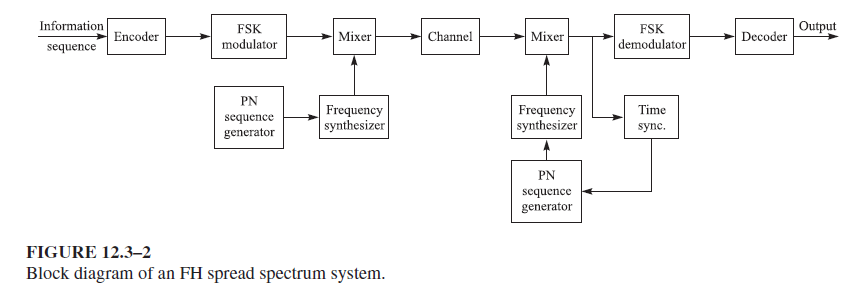 Information
sequence
Encoder
FSK
modulator
Mixer
Channel
Mixer
FSK
demodulator
Decoder
Output
PN
sequence
generator
Frequency
synthesizer
Frequency
synthesizer
Time
sync.
PN
sequence
generator
FIGURE 12.3–2
Block diagram of an FH spread spectrum system.